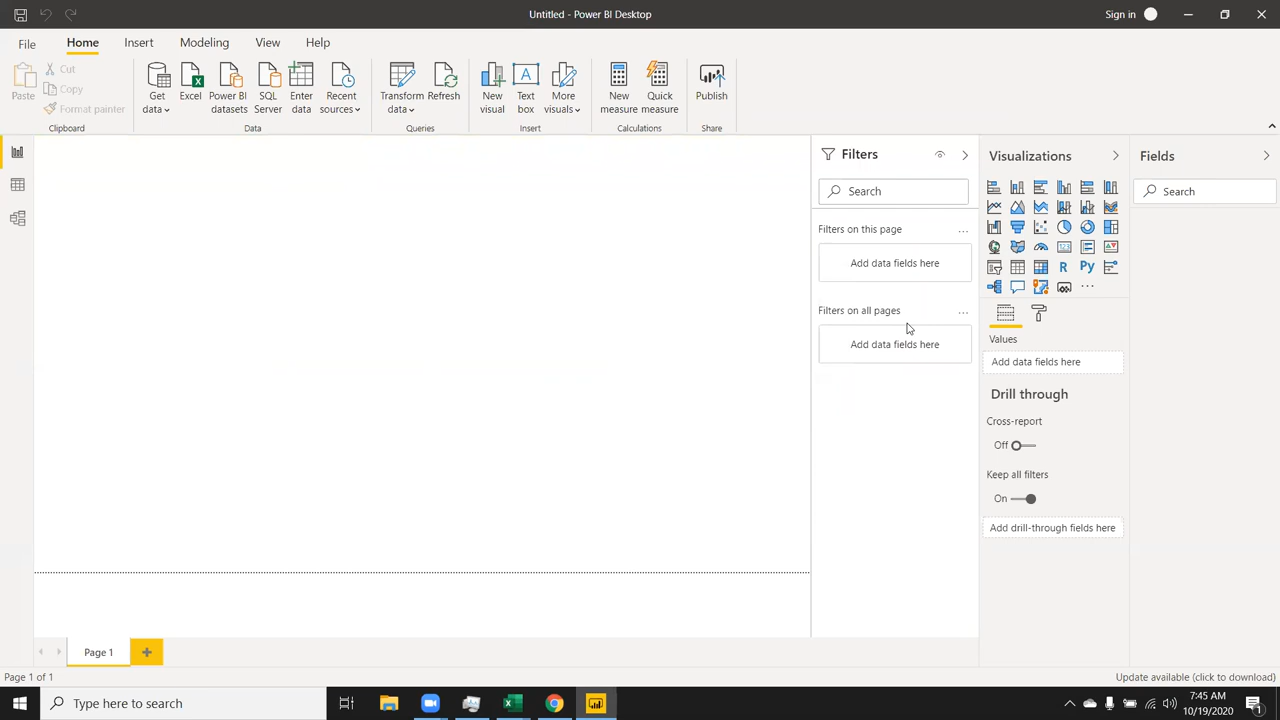 Untitled - Power BI Desktop
Sign in
File Home Insert Modeling View Help
Paste
Cut
Copy
Format painter
Clipboard
Get data
Excel
Power BI datasets
SQL Server
Enter data
Recent sources
Data
Transform data
Refresh
Queries
New visual
Text box
More visuals
Insert
New measure
Quick measure
Calculations
Publish
Share
Filters
Search
Filters on this page
...
Add data fields here
Filters on all pages
...
Add data fields here
Visualizations
R
Py
...
Values
Add data fields here
Drill through
Cross-report
Off
Keep all filters
On
Add drill-through fields here
Fields
Search
Page 1
Page 1 of 1
Update available (click to download)
Type here to search
7:45 AM
10/19/2020